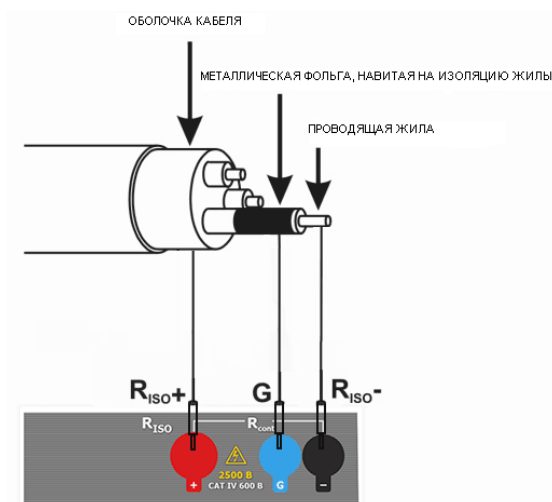 ОБОЛОЧКА КАБЕЛЯ
МЕТАЛЛИЧЕСКАЯ ФОЛЬГА, НАВИТАЯ НА ИЗОЛЯЦИЮ ЖИЛЫ
ПРОВОДЯЩАЯ ЖИЛА
RISO+ G RISO-
RISO Rcont
2500 В
CAT IV 600 В
+ G -